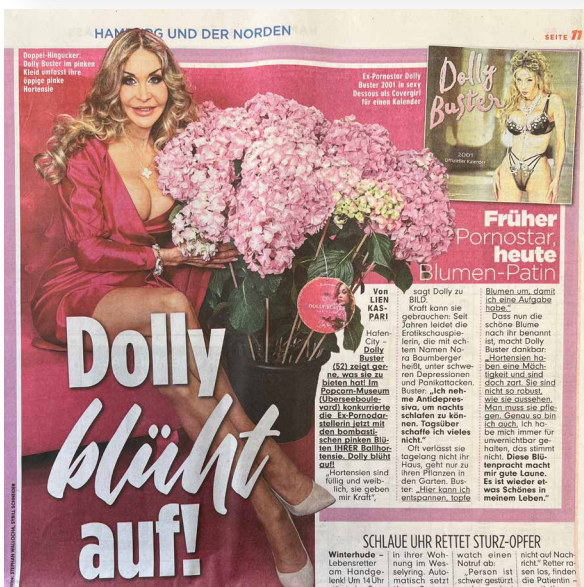 HAMBURG UND DER NORDEN
SEITE 11
Doppel-Hingucker:
Dolly Buster im pinken
Kleid umfasst ihre
üppige pinke
Hortensie
Ex-Pornostar Dolly
Buster 2001 in sexy
Dessous als Covergirl
für einen Kalender
Dolly
Buster
2001
Offizieller Kalender
Früher
Pornostar,
heute
Blumen-Patin
Dolly
blüht
auf!
DOLLY BUSTER
Von
LIEN
KAS-
PARI
Hafen-
City –
Dolly
Buster
(52) zeigt ger-
ne, was sie zu
bieten hat! Im
Popcorn-Museum
(Überseeboule-
vard) konkurrierte
die Ex-Pornodar-
stellerin jetzt mit
den bombasti-
schen pinken Blü-
ten IHRER Ballhor-
tensie. Dolly blüht
auf!
„Hortensien sind
füllig und weib-
lich, sie geben
mir Kraft",
sagt Dolly zu
BILD.
Kraft kann sie
gebrauchen: Seit
Jahren leidet die
Erotikschauspie-
lerin, die mit ech-
tem Namen No-
ra Baumberger
heißt, unter schwe-
ren Depressionen
und Panikattacken.
Buster: „Ich neh-
me Antidepres-
siva, um nachts
schlafen zu kön-
nen. Tagsüber
schaffe ich vieles
nicht."
Oft verlässt sie
tagelang nicht ihr
Haus, geht nur zu
ihren Pflanzen in
den Garten. Bus-
ter: „Hier kann ich
entspannen, topfe
Blumen um, damit
ich eine Aufgabe
habe."
Dass nun die
schöne Blume
nach ihr benannt
ist, macht Dolly
Buster dankbar:
„Hortensien ha-
ben eine Mäch-
tigkeit und sind
doch zart. Sie sind
nicht so robust,
wie sie aussehen.
Man muss sie pfle-
gen. Genau so bin
ich auch. Ich ha-
be mich immer für
unvernichtbar ge-
halten, das stimmt
nicht. Diese Blü-
tenpracht macht
mir gute Laune.
Es ist wieder et-
was Schönes in
meinem Leben."
SCHLAUE UHR RETTET STURZ-OPFER
Winterhude –
Lebensretter
am Handge-
lenk! Um 14 Uhr
in ihrer Woh-
nung im Wes-
selyring. Auto-
matisch setzt
watch einen
Notruf ab:
„Person ist
schwer gestürzt
nicht auf Nach-
richt." Retter ra-
sen los, finden
die Patientin –